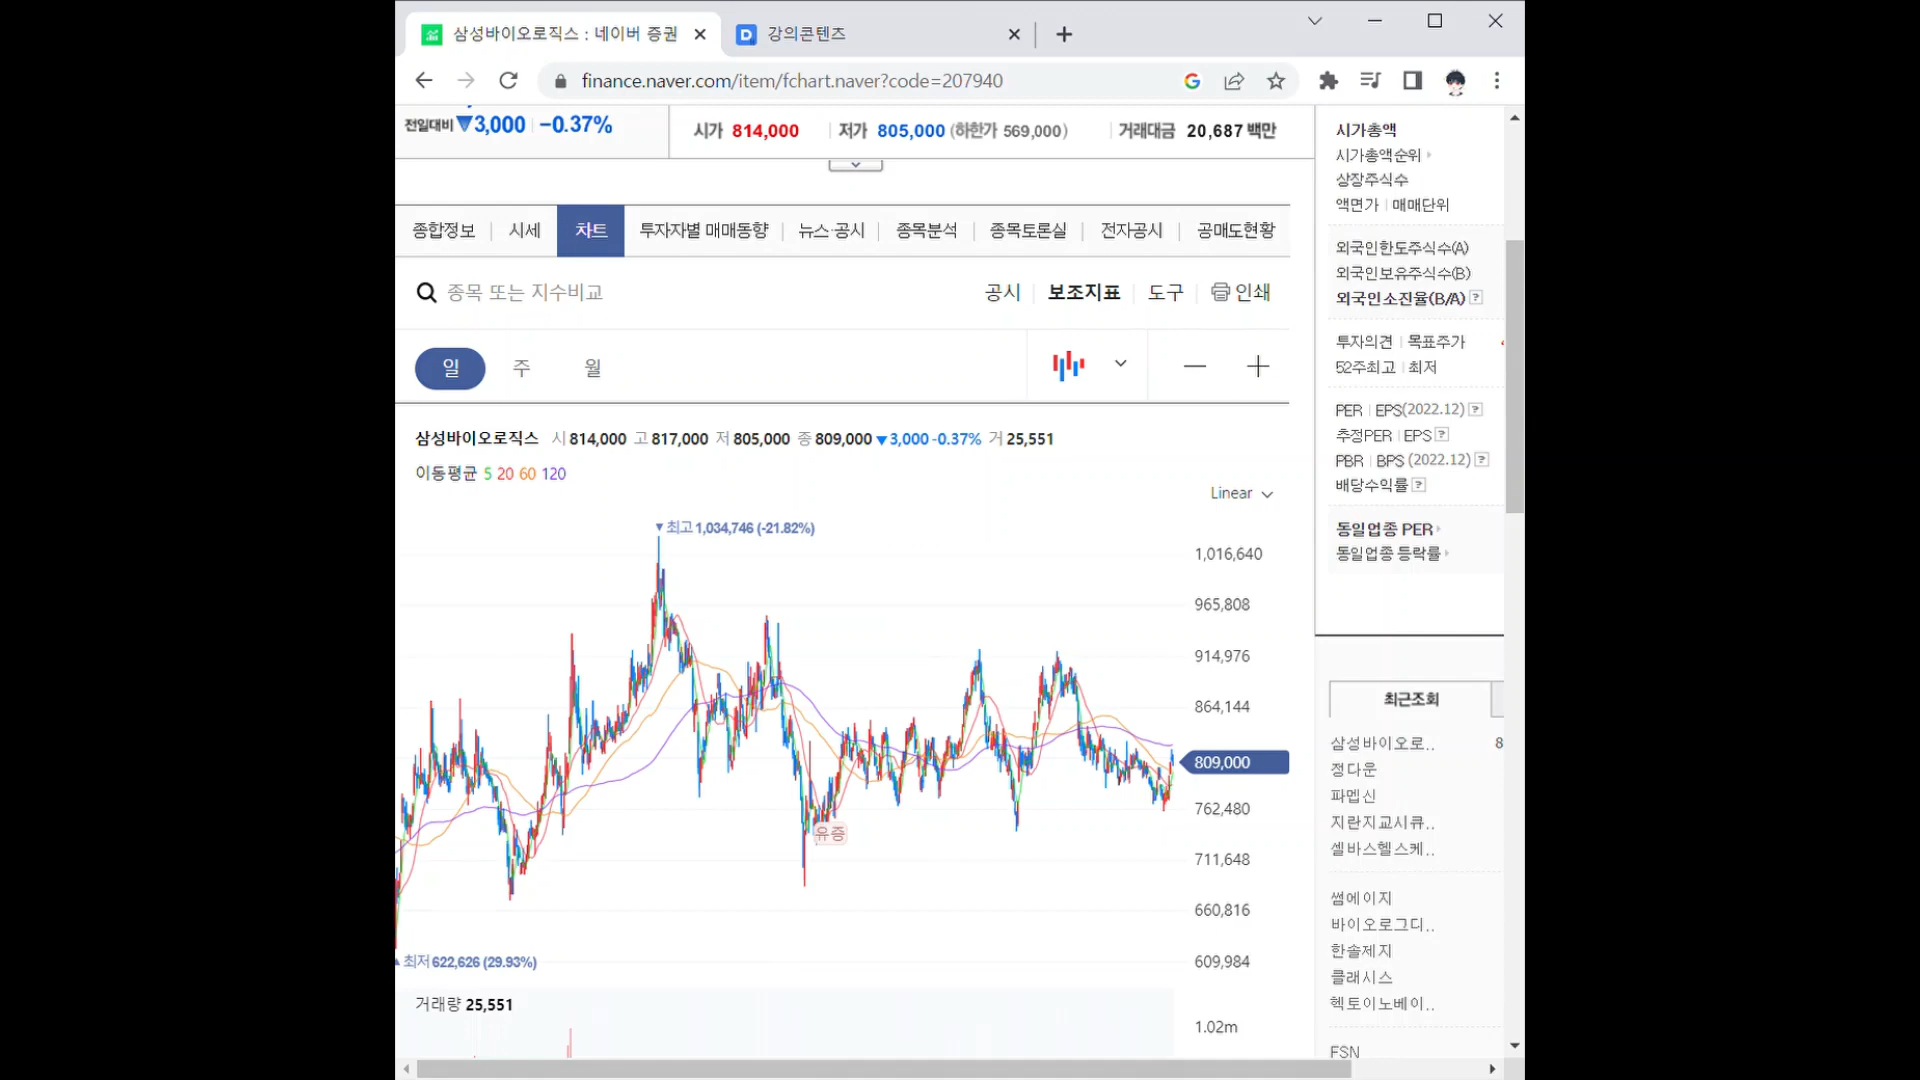 삼성바이오로직스 : 네이버 증권
강의콘텐즈
finance.naver.com/item/fchart.naver?code=207940
전일대비 ▼3,000 -0.37%
시가 814,000
저가 805,000 (하한가 569,000)
거래대금 20,687 백만
종합정보
시세
차트
투자자별 매매동향
뉴스·공시
종목분석
종목토론실
전자공시
공매도현황
종목 또는 지수비교
공시
보조지표
도구
인쇄
일
주
월
삼성바이오로직스 시 814,000 고 817,000 저 805,000 종 809,000 ▼3,000 -0.37% 거 25,551
이동평균 5 20 60 120
Linear
▼최고 1,034,746 (-21.82%)
1,016,640
965,808
914,976
864,144
809,000
762,480
711,648
660,816
609,984
유증
▲최저 622,626 (29.93%)
거래량 25,551
1.02m
시가총액
시가총액순위
상장주식수
액면가 | 매매단위
외국인한도주식수(A)
외국인보유주식수(B)
외국인소진율(B/A) ?
투자의견 | 목표주가
52주최고 | 최저
PER | EPS(2022.12) ?
추정PER | EPS ?
PBR | BPS (2022.12) ?
배당수익률 ?
동일업종 PER
동일업종 등락률
최근조회
삼성바이오로.. 8
정다운
파멥신
지란지교시큐..
셀바스헬스케..
썸에이지
바이오로그디..
한솔제지
클래시스
헥토이노베이..
FSN